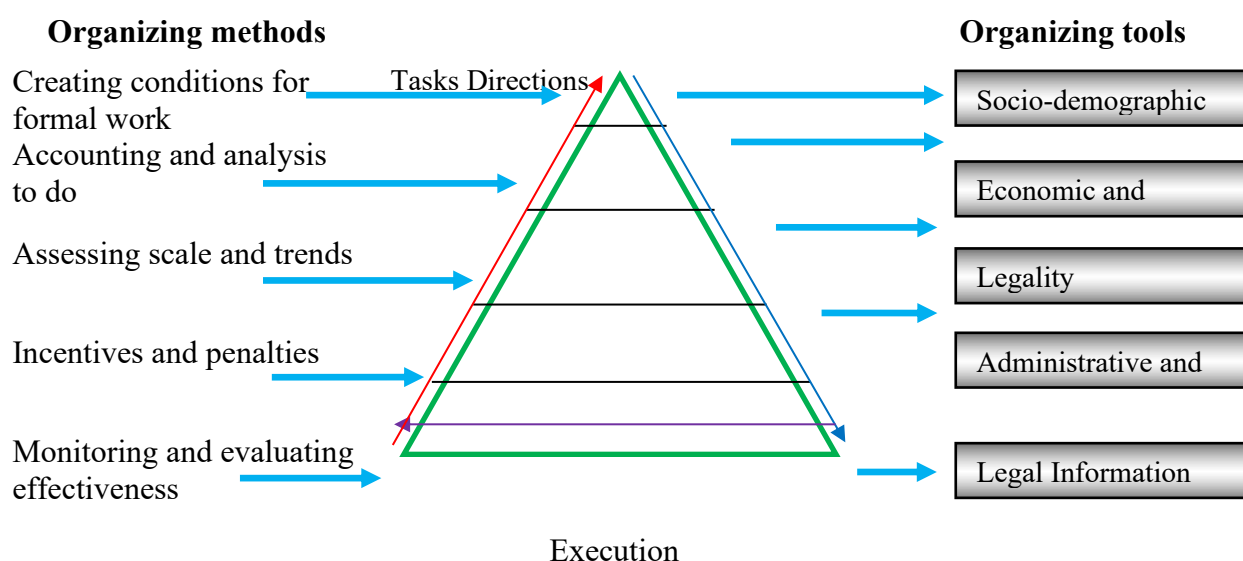 Organizing methods
Organizing tools
Creating conditions for
formal work
Accounting and analysis
to do
Assessing scale and trends
Incentives and penalties
Monitoring and evaluating
effectiveness
Tasks Directions
Socio-demographic
Economic and
Legality
Administrative and
Legal Information
Execution